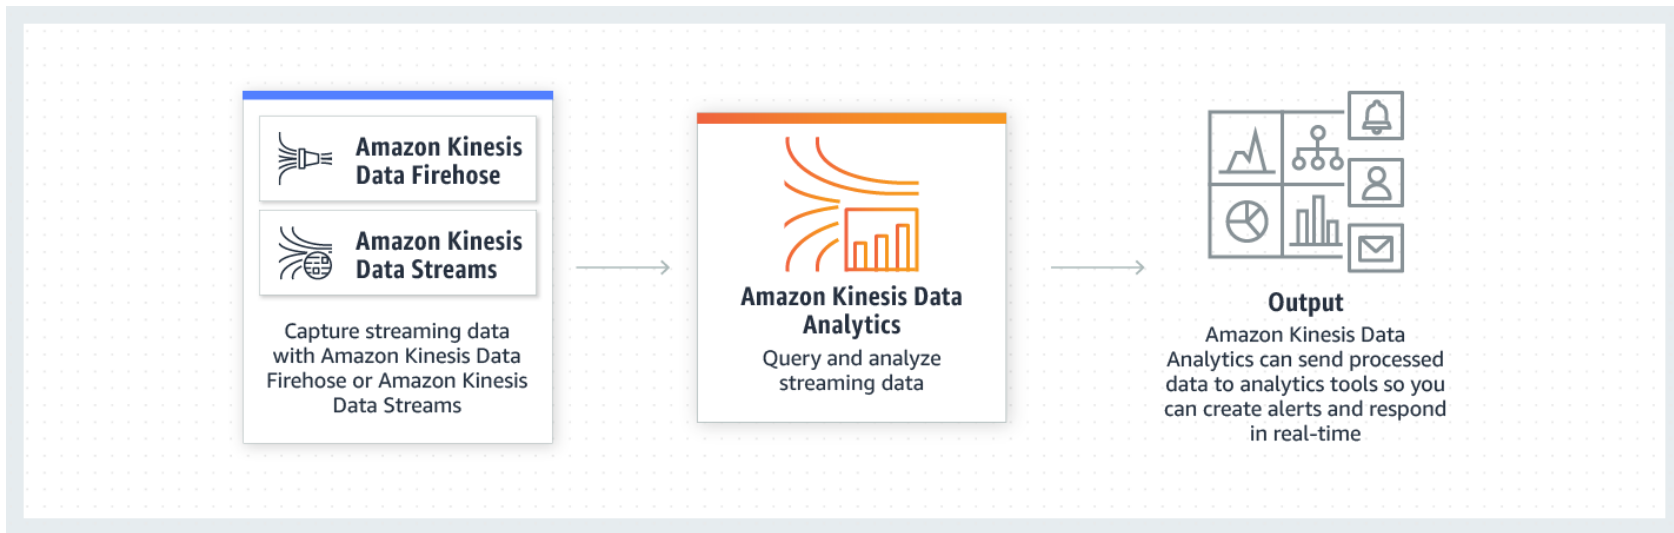 Amazon Kinesis
Data Firehose
Amazon Kinesis
Data Streams
Capture streaming data
with Amazon Kinesis Data
Firehose or Amazon Kinesis
Data Streams
Amazon Kinesis Data
Analytics
Query and analyze
streaming data
Output
Amazon Kinesis Data
Analytics can send processed
data to analytics tools so you
can create alerts and respond
in real-time